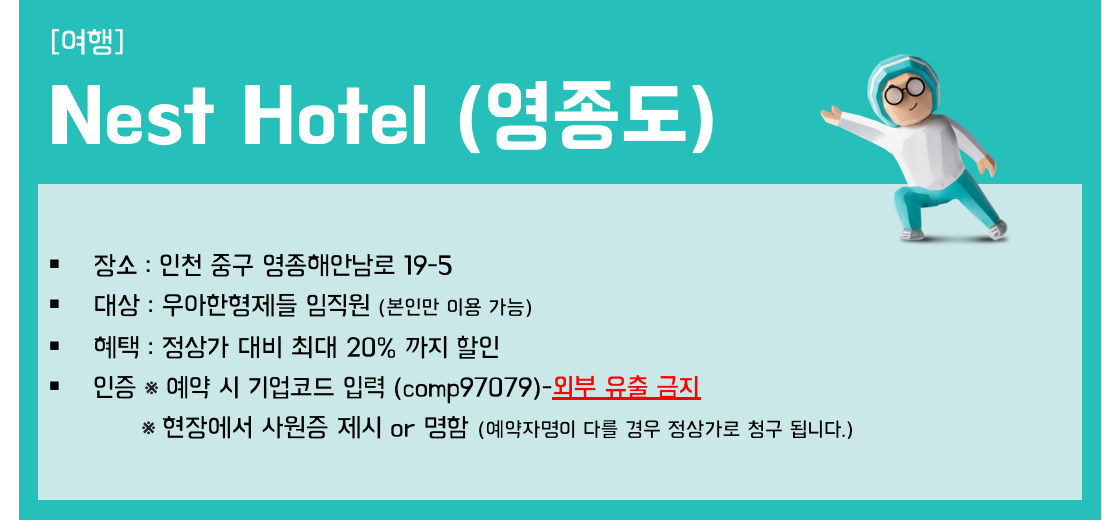 [여행]
Nest Hotel (영종도)
▪ 장소 : 인천 중구 영종해안남로 19-5
▪ 대상 : 우아한형제들 임직원 (본인만 이용 가능)
▪ 혜택 : 정상가 대비 최대 20% 까지 할인
▪ 인증 ※ 예약 시 기업코드 입력 (comp97079)-외부 유출 금지
※ 현장에서 사원증 제시 or 명함 (예약자명이 다를 경우 정상가로 청구 됩니다.)